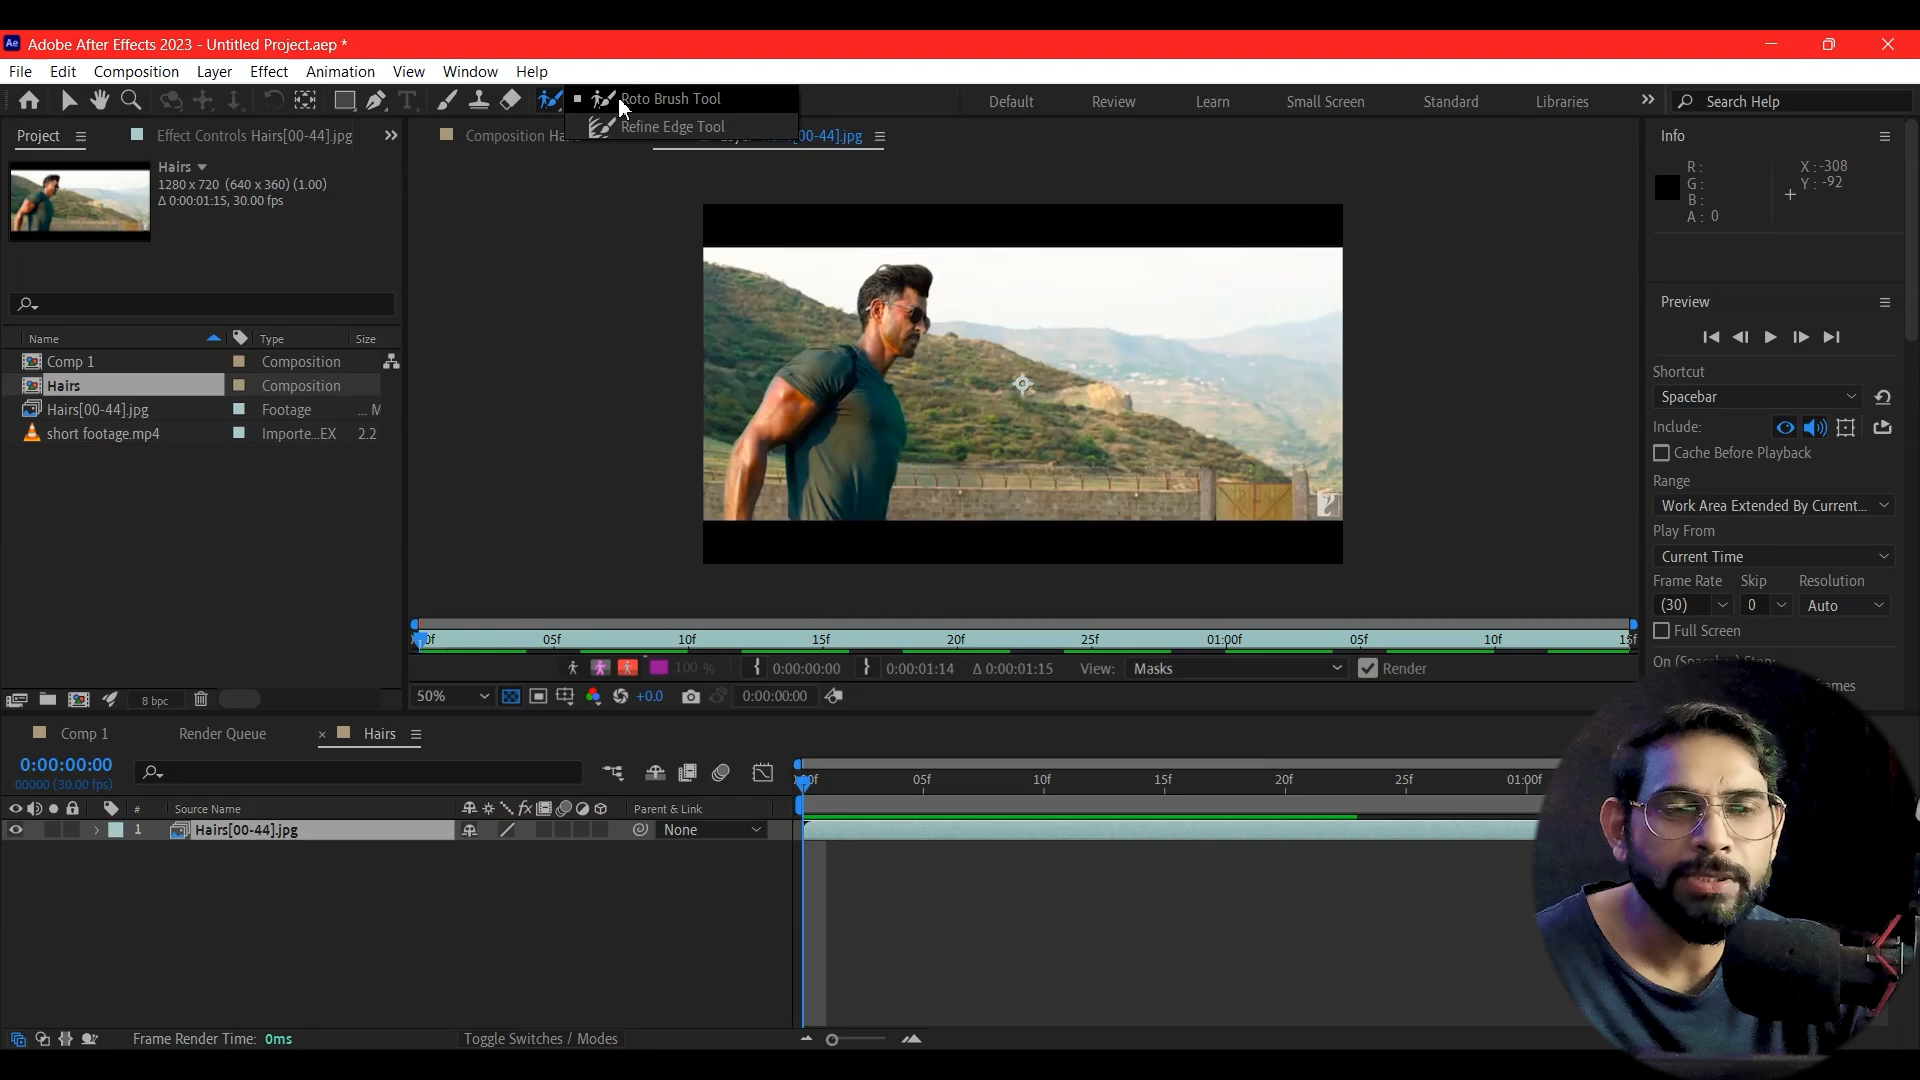 Ae Adobe After Effects 2023 - Untitled Project.aep *
File Edit Composition Layer Effect Animation View Window Help
Roto Brush Tool
Refine Edge Tool
Default Review Learn Small Screen Standard Libraries Search Help
Project Effect Controls Hairs[00-44].jpg
Composition Ha
00-44].jpg
Hairs
1280 x 720 (640 x 360) (1.00)
Δ 0:00:01:15, 30.00 fps
Name Type Size
Comp 1 Composition
Hairs Composition
Hairs[00-44].jpg Footage ... M
short footage.mp4 Importe...EX 2.2
8 bpc
05f 10f 15f 20f 25f 01:00f 05f 10f 15f
100 % 0:00:00:00 0:00:01:14 Δ 0:00:01:15 View: Masks Render
50% +0.0 0:00:00:00
Info
R: X: -308
G: Y: -92
B:
A: 0
Preview
Shortcut
Spacebar
Include:
Cache Before Playback
Range
Work Area Extended By Current...
Play From
Current Time
Frame Rate Skip Resolution
(30) 0 Auto
Full Screen
On (Spacebar) Stop:
Comp 1 Render Queue × Hairs
0:00:00:00
00000 (30.00 fps)
# Source Name fx Parent & Link
1 Hairs[00-44].jpg None
05f 10f 15f 20f 25f 01:00f
Frame Render Time: 0ms Toggle Switches / Modes